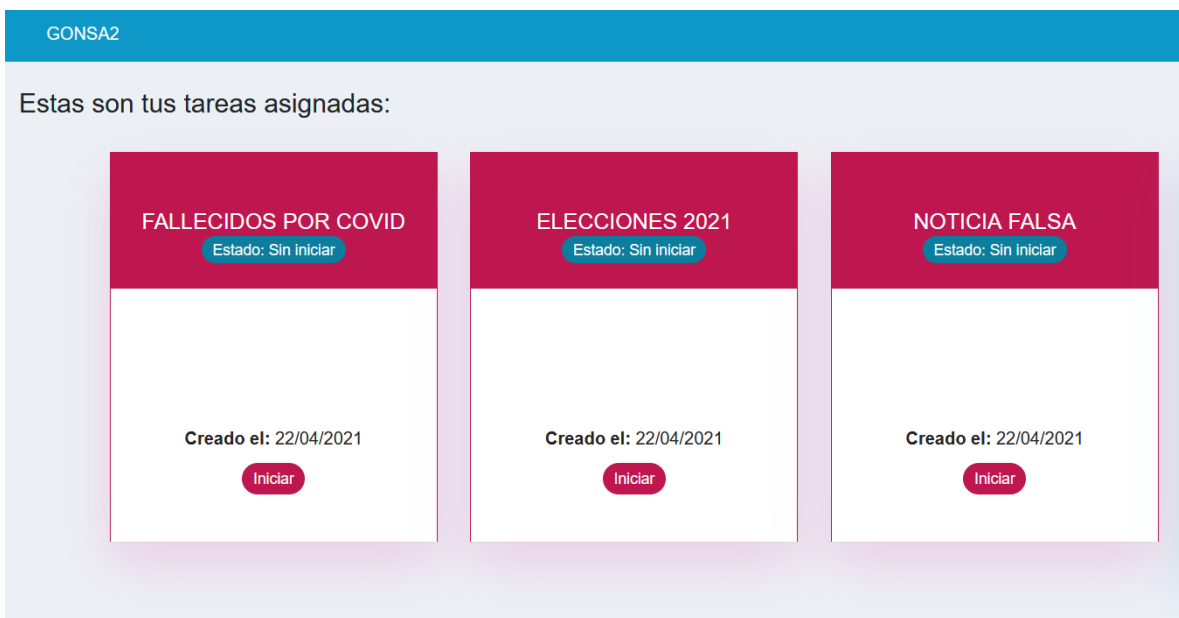 GONSA2
Estas son tus tareas asignadas:
FALLECIDOS POR COVID
Estado: Sin iniciar
Creado el: 22/04/2021
Iniciar
ELECCIONES 2021
Estado: Sin iniciar
Creado el: 22/04/2021
Iniciar
NOTICIA FALSA
Estado: Sin iniciar
Creado el: 22/04/2021
Iniciar